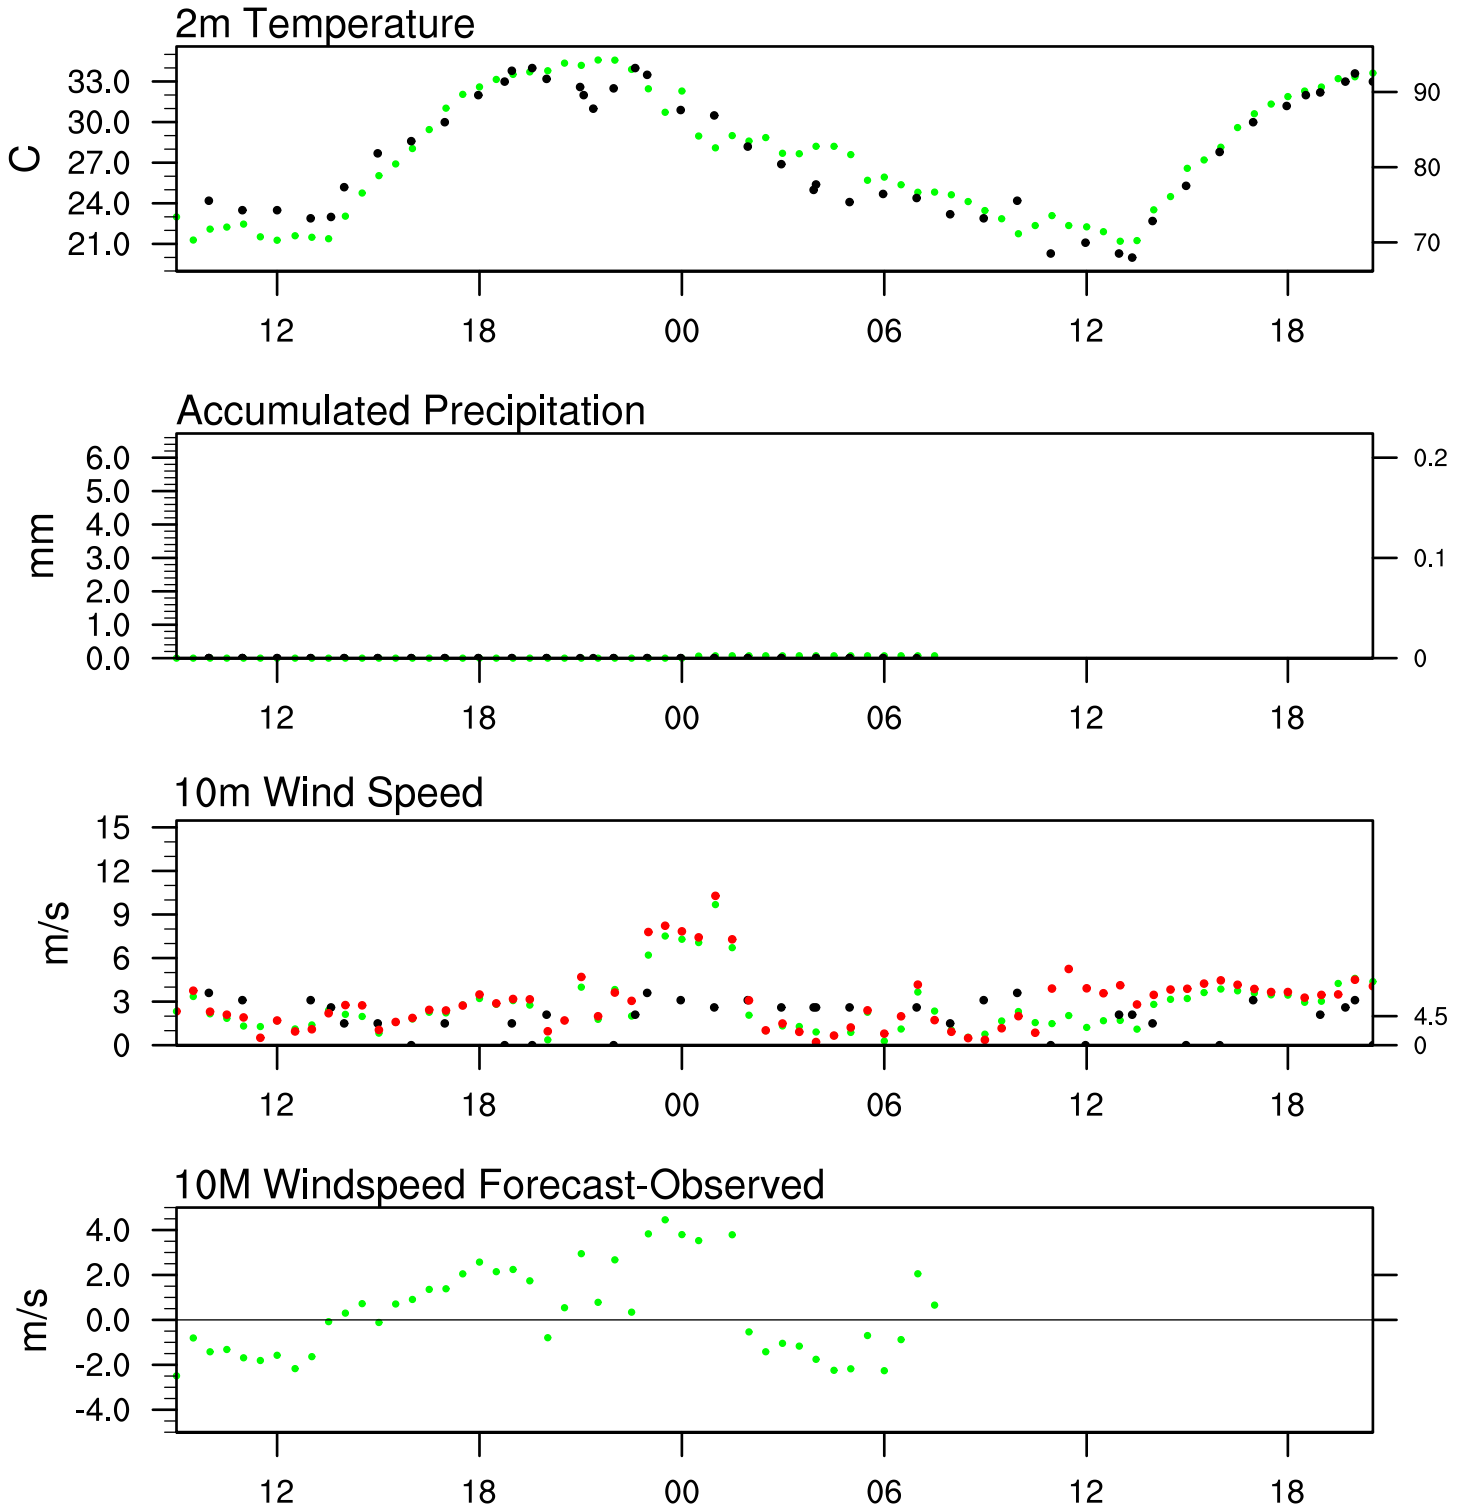 2m Temperature
33.0
30.0
27.0
24.0
21.0
C
90
80
70
12 18 00 06 12 18
Accumulated Precipitation
6.0
5.0
4.0
3.0
2.0
1.0
0.0
mm
0.2
0.1
0
12 18 00 06 12 18
10m Wind Speed
15
12
9
6
3
0
m/s
4.5
0
12 18 00 06 12 18
10M Windspeed Forecast-Observed
4.0
2.0
0.0
-2.0
-4.0
m/s
12 18 00 06 12 18